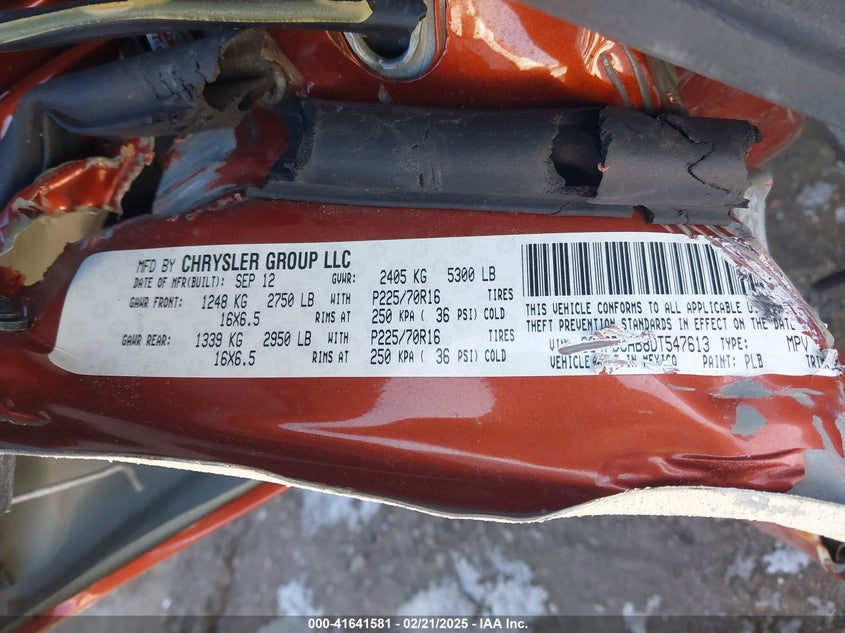 MFD BY CHRYSLER GROUP LLC
DATE OF MFR(BUILT): SEP 12 GVWR: 2405 KG 5300 LB
GAWR FRONT: 1248 KG 2750 LB WITH P225/70R16 TIRES
16X6.5 RIMS AT 250 KPA ( 36 PSI) COLD
GAWR REAR: 1339 KG 2950 LB WITH P225/70R16 TIRES
16X6.5 RIMS AT 250 KPA ( 36 PSI) COLD
THIS VEHICLE CONFORMS TO ALL APPLICABLE
THEFT PREVENTION STANDARDS IN EFFECT ON THE DATE
DT547613 TYPE: MPV
VEHICLE IN MEXICO PAINT: PLB
000-41641581 - 02/21/2025 - IAA Inc.